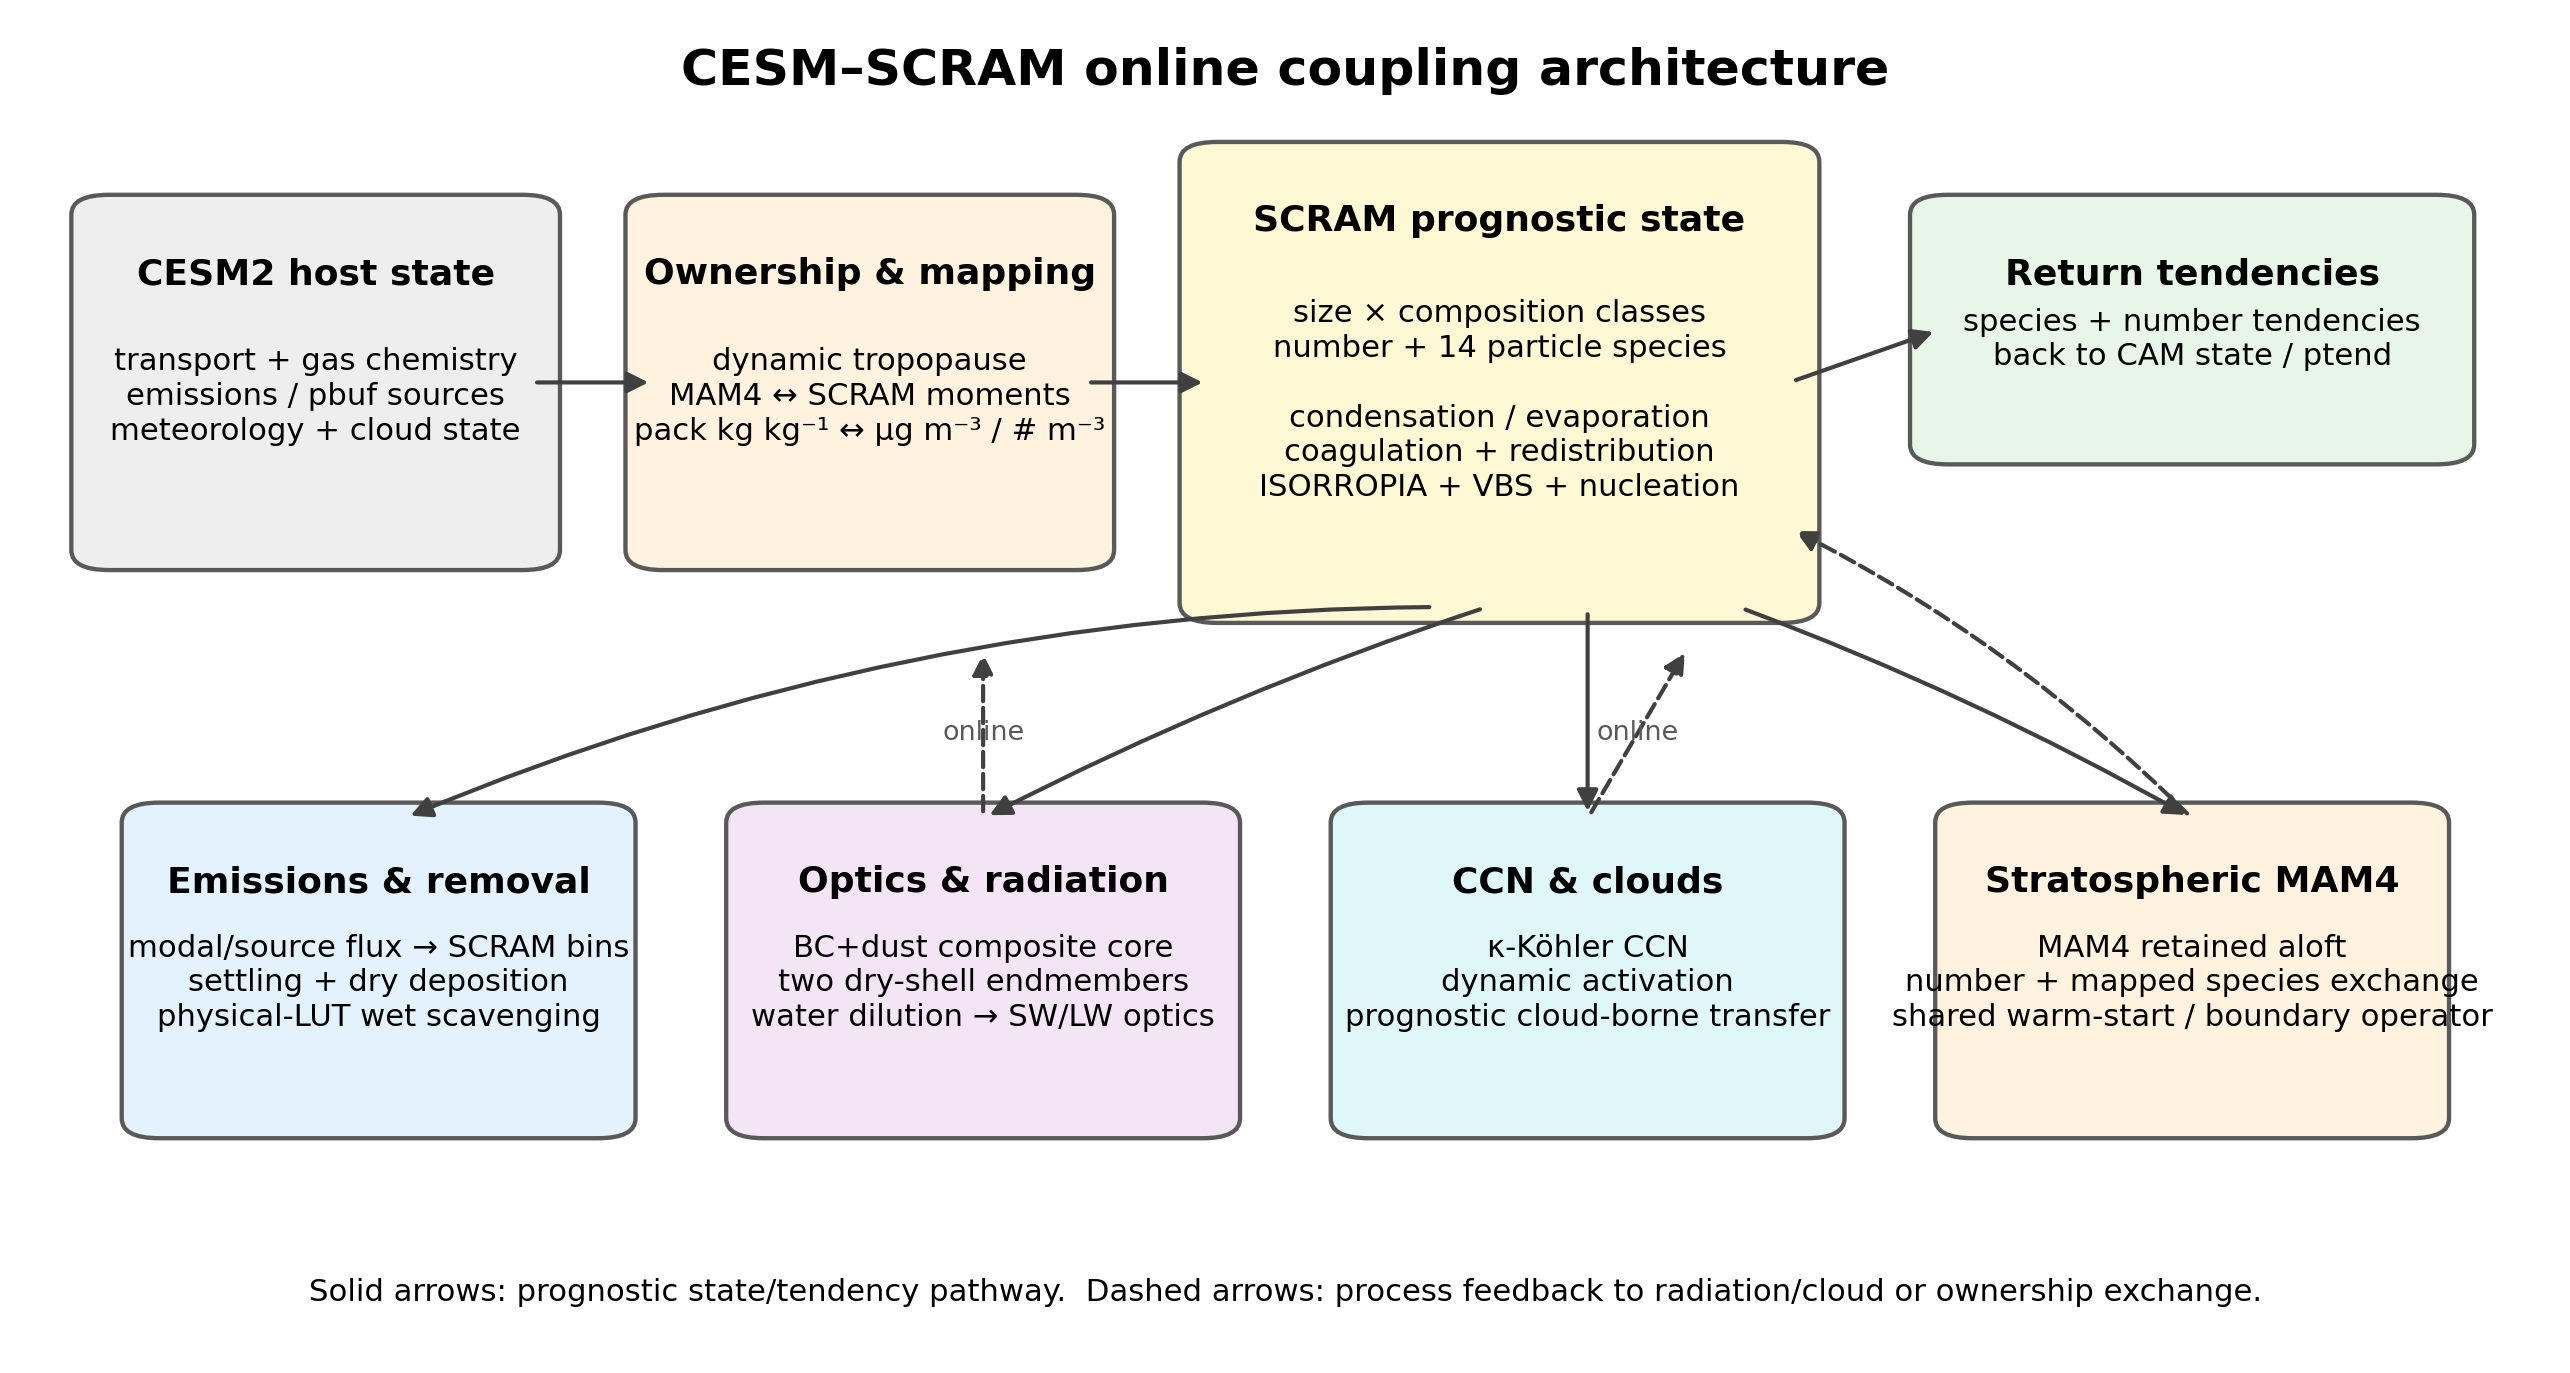 CESM–SCRAM online coupling architecture
CESM2 host state
transport + gas chemistry
emissions / pbuf sources
meteorology + cloud state
Ownership & mapping
dynamic tropopause
MAM4 ↔ SCRAM moments
pack kg kg⁻¹ ↔ µg m⁻³ / # m⁻³
SCRAM prognostic state
size × composition classes
number + 14 particle species
condensation / evaporation
coagulation + redistribution
ISORROPIA + VBS + nucleation
Return tendencies
species + number tendencies
back to CAM state / ptend
online
online
Emissions & removal
modal/source flux → SCRAM bins
settling + dry deposition
physical-LUT wet scavenging
Optics & radiation
BC+dust composite core
two dry-shell endmembers
water dilution → SW/LW optics
CCN & clouds
κ-Köhler CCN
dynamic activation
prognostic cloud-borne transfer
Stratospheric MAM4
MAM4 retained aloft
number + mapped species exchange
shared warm-start / boundary operator
Solid arrows: prognostic state/tendency pathway.  Dashed arrows: process feedback to radiation/cloud or ownership exchange.